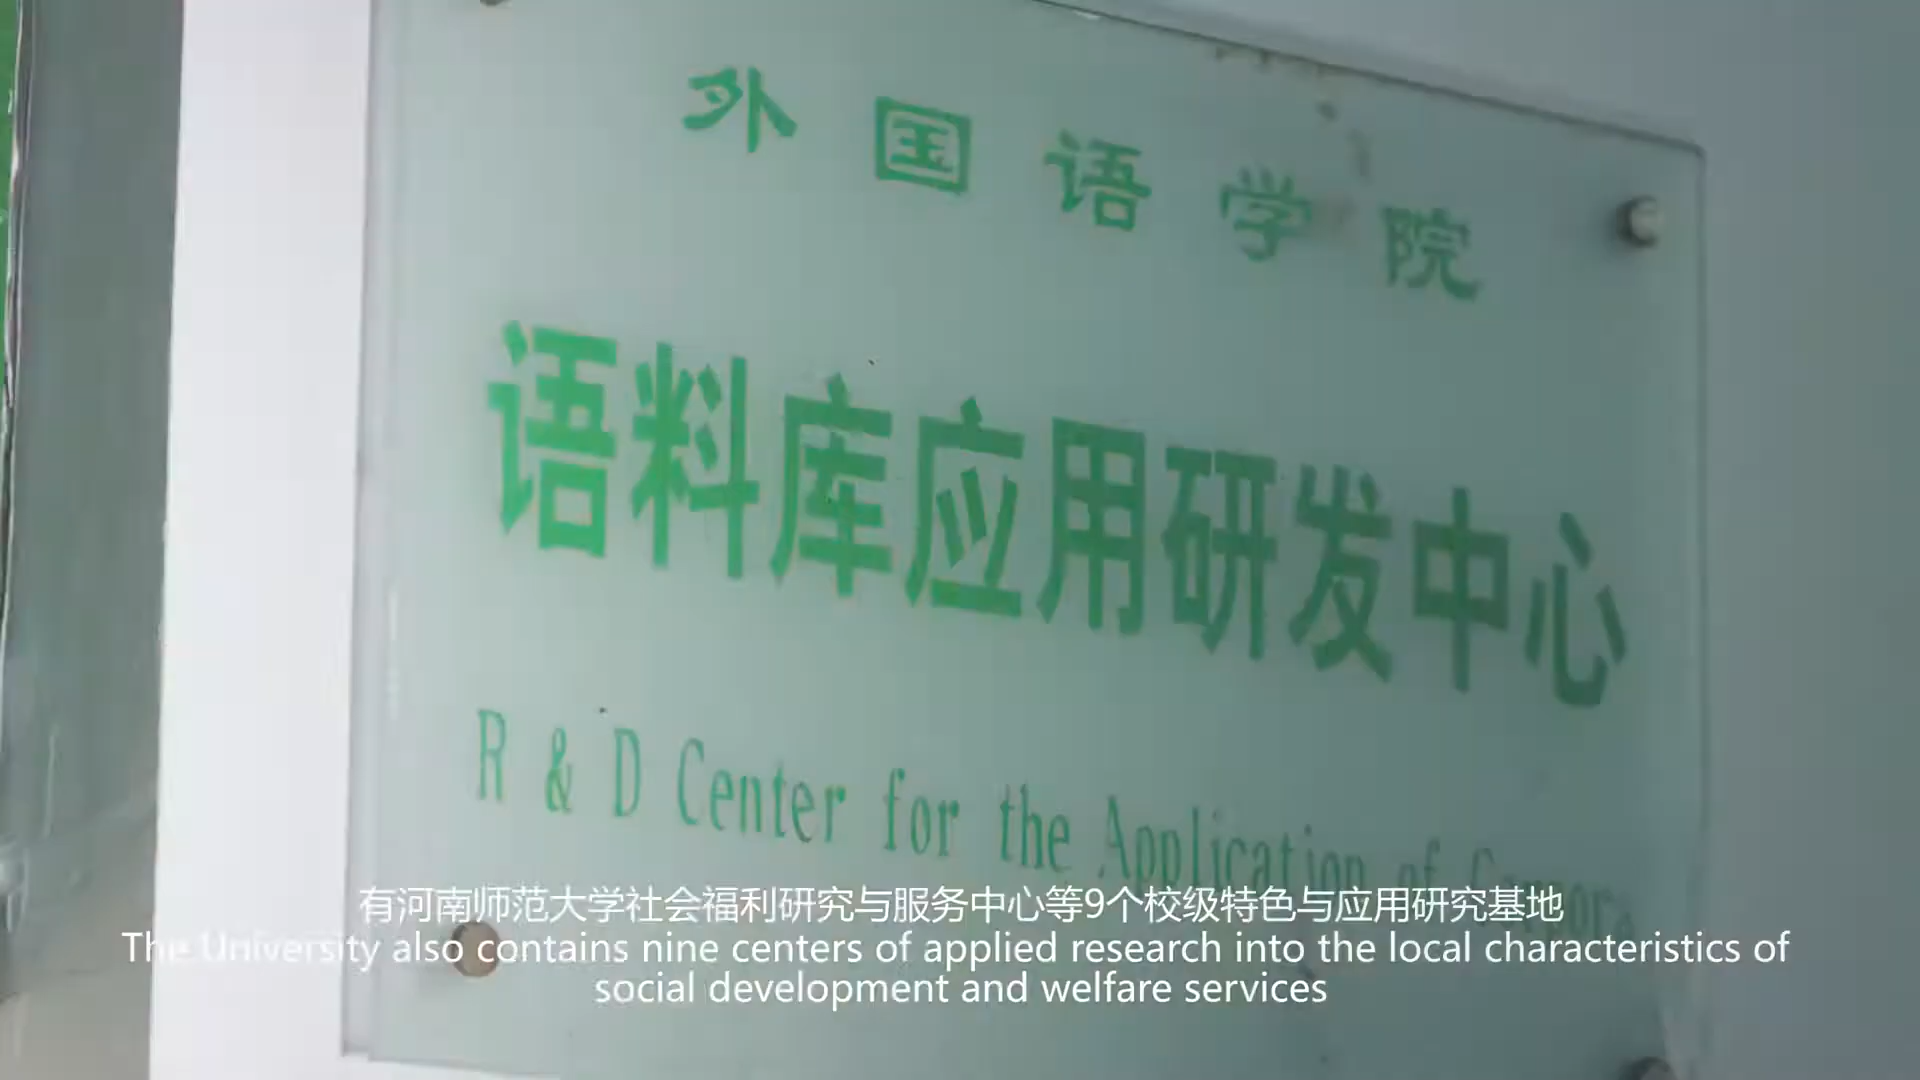 外国语学院
语料库应用研发中心
R & D Center for the Application of Corpora
有河南师范大学社会福利研究与服务中心等9个校级特色与应用研究基地
The University also contains nine centers of applied research into the local characteristics of
social development and welfare services